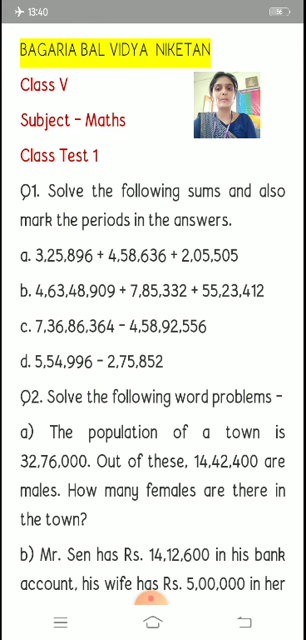 13:40
BAGARIA BAL VIDYA NIKETAN
Class V
Subject - Maths
Class Test 1
Q1. Solve the following sums and also
mark the periods in the answers.
a. 3,25,896 + 4,58,636 + 2,05,505
b. 4,63,48,909 + 7,85,332 + 55,23,412
c. 7,36,86,364 - 4,58,92,556
d. 5,54,996 - 2,75,852
Q2. Solve the following word problems -
a) The population of a town is
32,76,000. Out of these, 14,42,400 are
males. How many females are there in
the town?
b) Mr. Sen has Rs. 14,12,600 in his bank
account, his wife has Rs. 5,00,000 in her